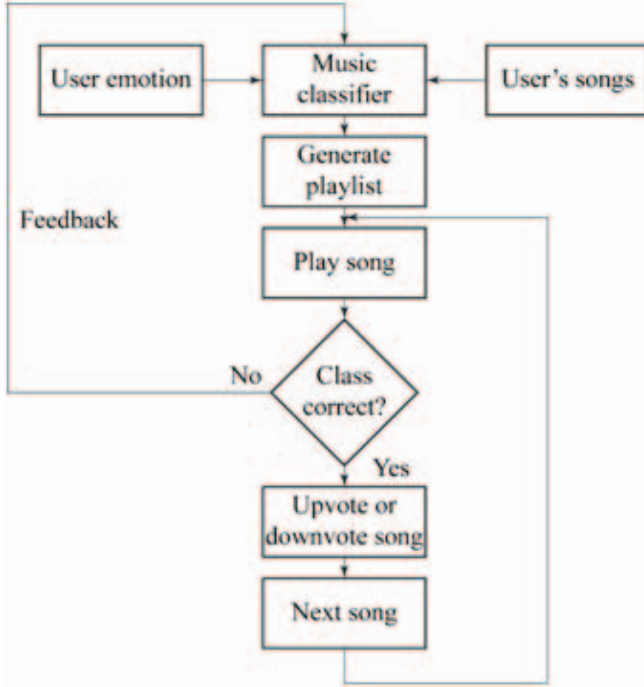 User emotion
Music
classifier
User's songs
Generate
playlist
Feedback
Play song
No
Class
correct?
Yes
Upvote or
downvote song
Next song